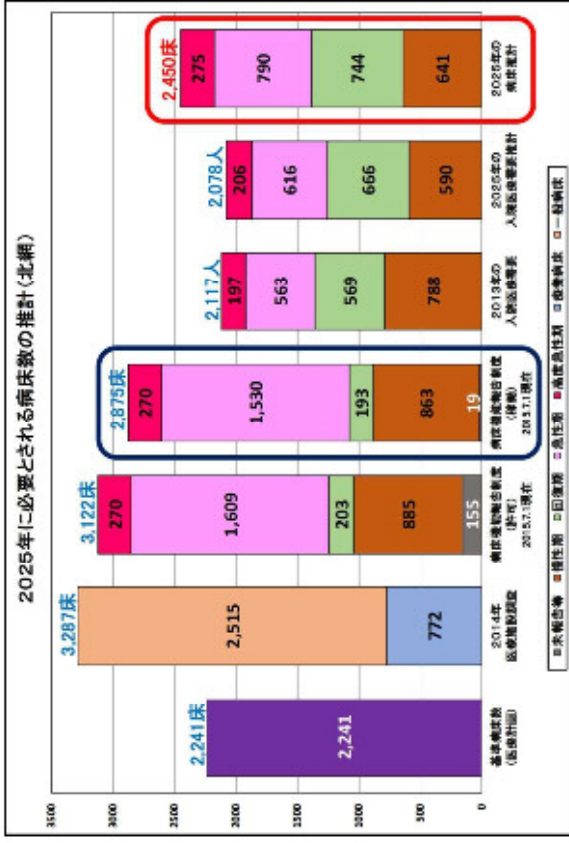 2025年に必要とされる病床数の推計(北網)
3500
3000
2500
2000
1500
1000
500
0
2,241床
2,241
基準病床数
(医療計画)
3,287床
2,515
772
2014年
医療施設調査
3,122床
270
1,609
203
885
155
病床機能報告制度
(許可)
2015.7.1現在
2,875床
270
1,530
193
863
19
病床機能報告制度
(稼働)
2015.7.1現在
2,117人
197
563
569
788
2013年の
入院医療需要
2,078人
206
616
666
590
2025年の
入院医療需要推計
2,450床
275
790
744
641
2025年の
病床推計
未報告等 慢性期 回復期 急性期 高度急性期 療養病床 一般病床